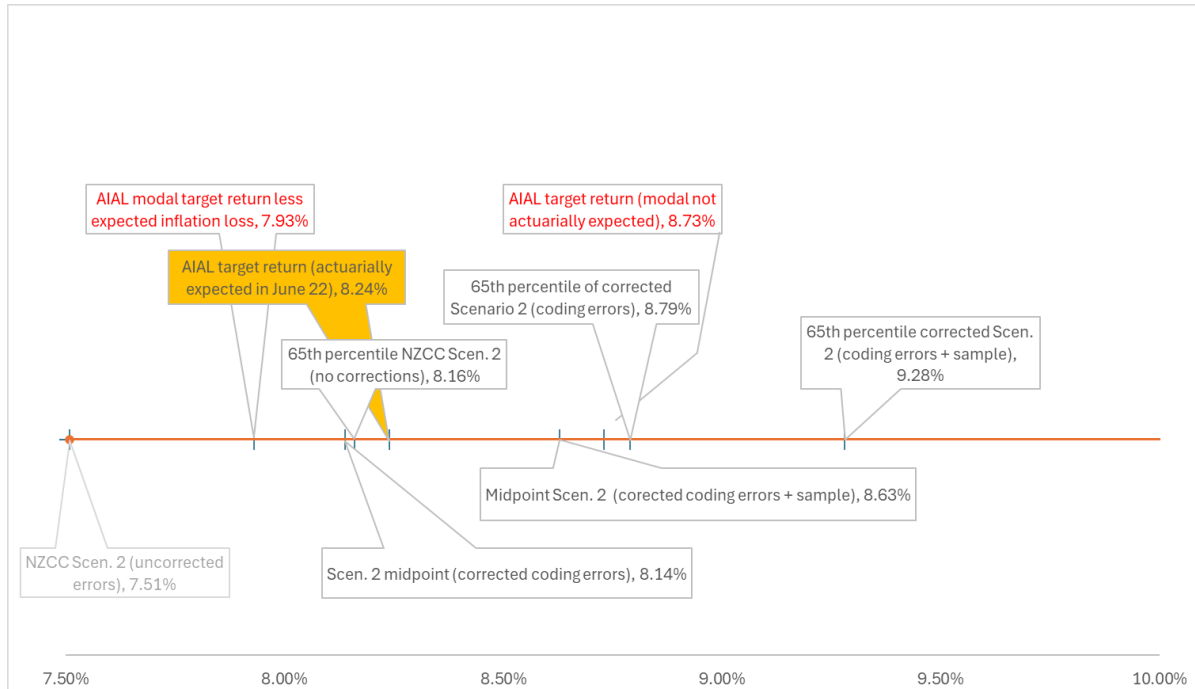 AIAL modal target return less
expected inflation loss, 7.93%
AIAL target return (modal not
actuarially expected), 8.73%
AIAL target return (actuarially
expected in June 22), 8.24%
65th percentile of corrected
Scenario 2 (coding errors), 8.79%
65th percentile corrected Scen.
2 (coding errors + sample),
9.28%
65th percentile NZCC Scen. 2
(no corrections), 8.16%
Midpoint Scen. 2 (corected coding errors + sample), 8.63%
NZCC Scen. 2 (uncorrected
errors), 7.51%
Scen. 2 midpoint (corrected coding errors), 8.14%
7.50% 8.00% 8.50% 9.00% 9.50% 10.00%